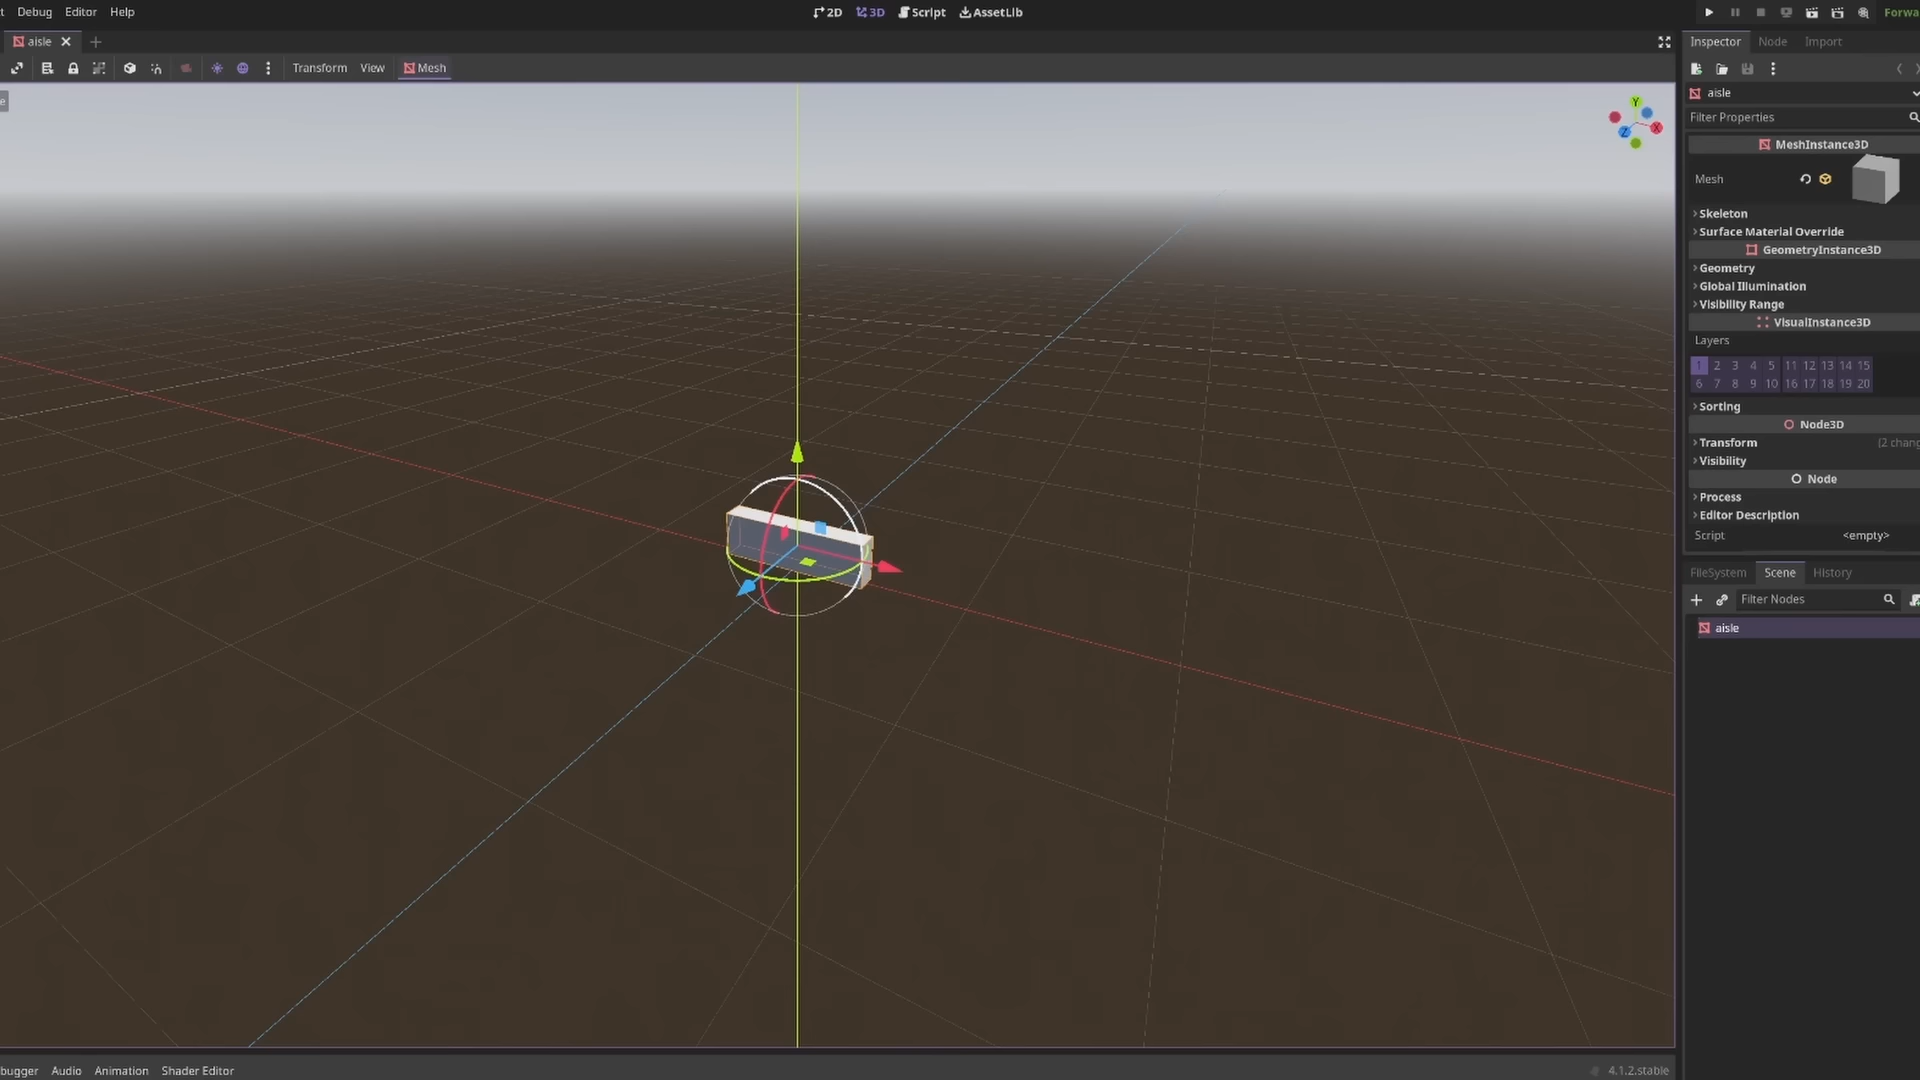 t Debug Editor Help
2D 3D Script AssetLib
Forwa
aisle
Transform View Mesh
e
Y
X
Z
Inspector Node Import
aisle
Filter Properties
MeshInstance3D
Mesh
Skeleton
Surface Material Override
GeometryInstance3D
Geometry
Global Illumination
Visibility Range
VisualInstance3D
Layers
1 2 3 4 5 11 12 13 14 15
6 7 8 9 10 16 17 18 19 20
Sorting
Node3D
Transform (2 chang
Visibility
Node
Process
Editor Description
Script <empty>
FileSystem Scene History
Filter Nodes
aisle
bugger Audio Animation Shader Editor
4.1.2.stable